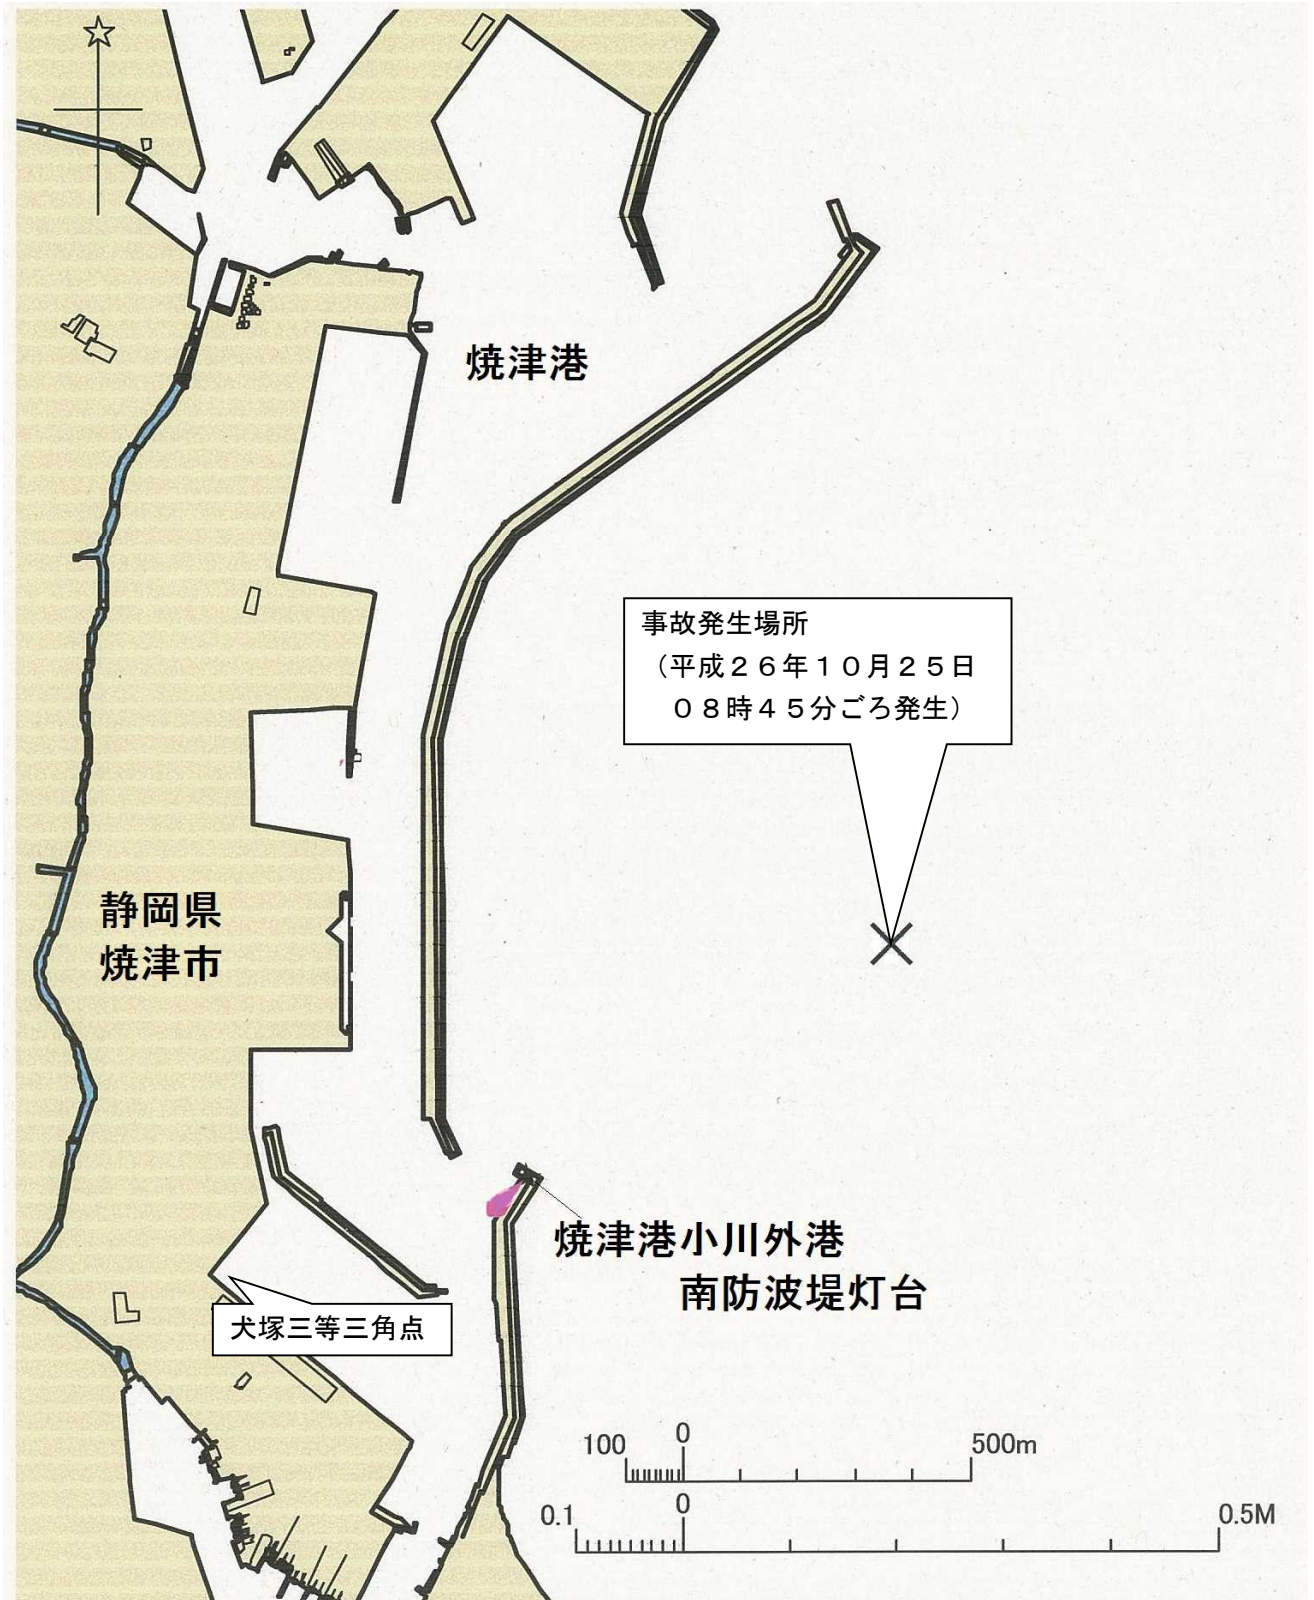 焼津港
事故発生場所
（平成２６年１０月２５日
０８時４５分ごろ発生）
静岡県
焼津市
焼津港小川外港
南防波堤灯台
犬塚三等三角点
100 0 500m
0.1 0 0.5M